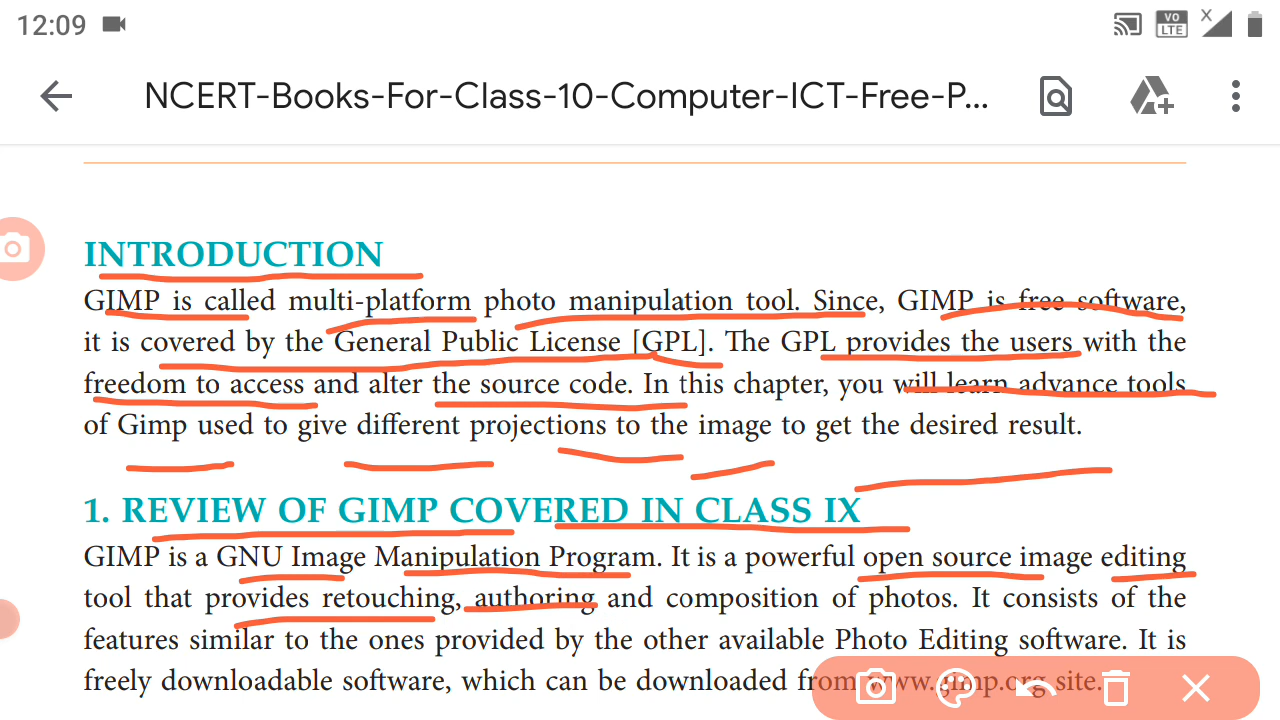 12:09
VO LTE X
NCERT-Books-For-Class-10-Computer-ICT-Free-P...
INTRODUCTION
GIMP is called multi-platform photo manipulation tool. Since, GIMP is free software,
it is covered by the General Public License [GPL]. The GPL provides the users with the
freedom to access and alter the source code. In this chapter, you will learn advance tools
of Gimp used to give different projections to the image to get the desired result.
1. REVIEW OF GIMP COVERED IN CLASS IX
GIMP is a GNU Image Manipulation Program. It is a powerful open source image editing
tool that provides retouching, authoring and composition of photos. It consists of the
features similar to the ones provided by the other available Photo Editing software. It is
freely downloadable software, which can be downloaded from www.gimp.org site.